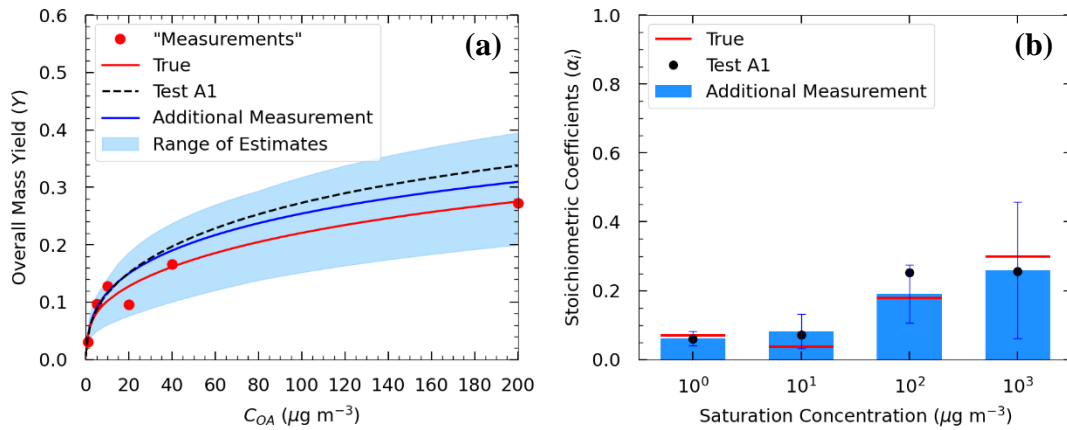 (a)
"Measurements"
True
Test A1
Additional Measurement
Range of Estimates
Overall Mass Yield (Y)
0.6
0.5
0.4
0.3
0.2
0.1
0.0
0 20 40 60 80 100 120 140 160 180 200
C_OA (μg m⁻³)
(b)
True
Test A1
Additional Measurement
Stoichiometric Coefficients (α_i)
1.0
0.8
0.6
0.4
0.2
0.0
10⁰ 10¹ 10² 10³
Saturation Concentration (μg m⁻³)